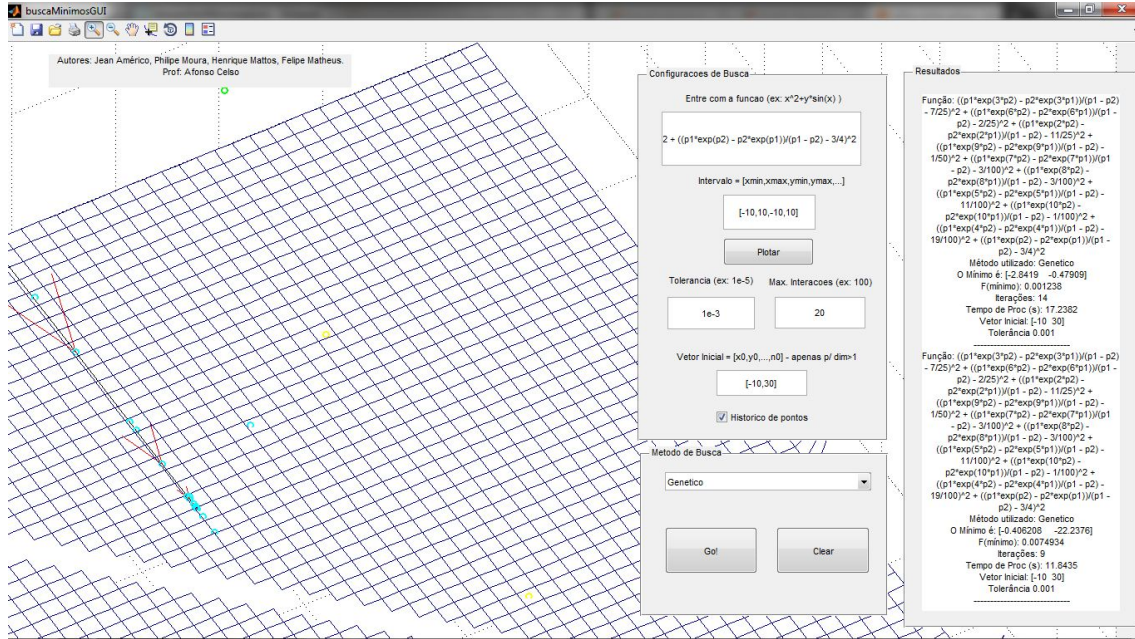 buscaMinimosGUI
Autores: Jean Américo, Philipe Moura, Henrique Mattos, Felipe Matheus.
Prof: Afonso Celso
Configuracoes de Busca
Entre com a funcao (ex: x^2+y*sin(x) )
2 + ((p1*exp(p2) - p2*exp(p1))/(p1 - p2) - 3/4)^2
Intervalo = [xmin,xmax,ymin,ymax,...]
[-10,10,-10,10]
Plotar
Tolerancia (ex: 1e-5)
Max. Interacoes (ex: 100)
1e-3
20
Vetor Inicial = [x0,y0,...,n0] - apenas p/ dim>1
[-10,30]
Historico de pontos
Metodo de Busca
Genetico
Go!
Clear
Resultados
Função: ((p1*exp(3*p2) - p2*exp(3*p1))/(p1 - p2)
- 7/25)^2 + ((p1*exp(6*p2) - p2*exp(6*p1))/(p1 -
p2) - 2/25)^2 + ((p1*exp(2*p2) -
p2*exp(2*p1))/(p1 - p2) - 11/25)^2 +
((p1*exp(9*p2) - p2*exp(9*p1))/(p1 - p2) -
1/50)^2 + ((p1*exp(7*p2) - p2*exp(7*p1))/(p1
- p2) - 3/100)^2 + ((p1*exp(8*p2) -
p2*exp(8*p1))/(p1 - p2) - 3/100)^2 +
((p1*exp(5*p2) - p2*exp(5*p1))/(p1 - p2) -
11/100)^2 + ((p1*exp(10*p2) -
p2*exp(10*p1))/(p1 - p2) - 1/100)^2 +
((p1*exp(4*p2) - p2*exp(4*p1))/(p1 - p2) -
19/100)^2 + ((p1*exp(p2) - p2*exp(p1))/(p1 -
p2) - 3/4)^2
Método utilizado: Genetico
O Mínimo é: [-2.8419 -0.47909]
F(mínimo): 0.001238
Iterações: 14
Tempo de Proc (s): 17.2382
Vetor Inicial: [-10 30]
Tolerância 0.001
------------------------------
Função: ((p1*exp(3*p2) - p2*exp(3*p1))/(p1 - p2)
- 7/25)^2 + ((p1*exp(6*p2) - p2*exp(6*p1))/(p1 -
p2) - 2/25)^2 + ((p1*exp(2*p2) -
p2*exp(2*p1))/(p1 - p2) - 11/25)^2 +
((p1*exp(9*p2) - p2*exp(9*p1))/(p1 - p2) -
1/50)^2 + ((p1*exp(7*p2) - p2*exp(7*p1))/(p1
- p2) - 3/100)^2 + ((p1*exp(8*p2) -
p2*exp(8*p1))/(p1 - p2) - 3/100)^2 +
((p1*exp(5*p2) - p2*exp(5*p1))/(p1 - p2) -
11/100)^2 + ((p1*exp(10*p2) -
p2*exp(10*p1))/(p1 - p2) - 1/100)^2 +
((p1*exp(4*p2) - p2*exp(4*p1))/(p1 - p2) -
19/100)^2 + ((p1*exp(p2) - p2*exp(p1))/(p1 -
p2) - 3/4)^2
Método utilizado: Genetico
O Mínimo é: [-0.406208 -22.2376]
F(mínimo): 0.0074934
Iterações: 9
Tempo de Proc (s): 11.8435
Vetor Inicial: [-10 30]
Tolerância 0.001
------------------------------